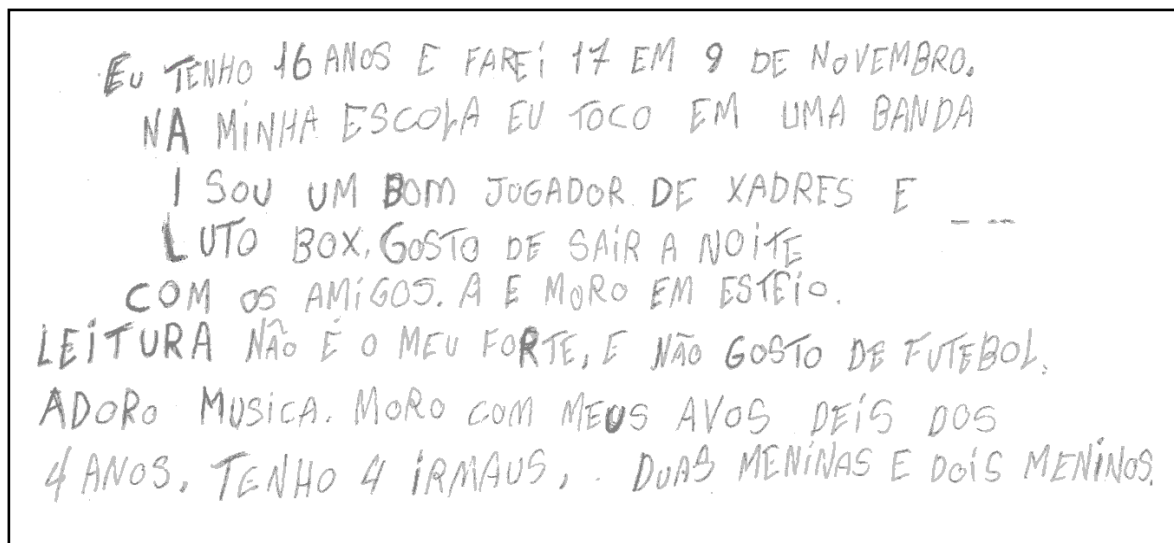 EU TENHO 16 ANOS E FAREI 17 EM 9 DE NOVEMBRO.
NA MINHA ESCOLA EU TOCO EM UMA BANDA
I SOU UM BOM JOGADOR DE XADRES E _ _ _
LUTO BOX. GOSTO DE SAIR A NOITE
COM OS AMIGOS. A E MORO EM ESTEIO.
LEITURA NÃO É O MEU FORTE, E NÃO GOSTO DE FUTEBOL.
ADORO MUSICA. MORO COM MEUS AVOS DEIS DOS
4 ANOS, TENHO 4 IRMAUS, . DUAS MENINAS E DOIS MENINOS.